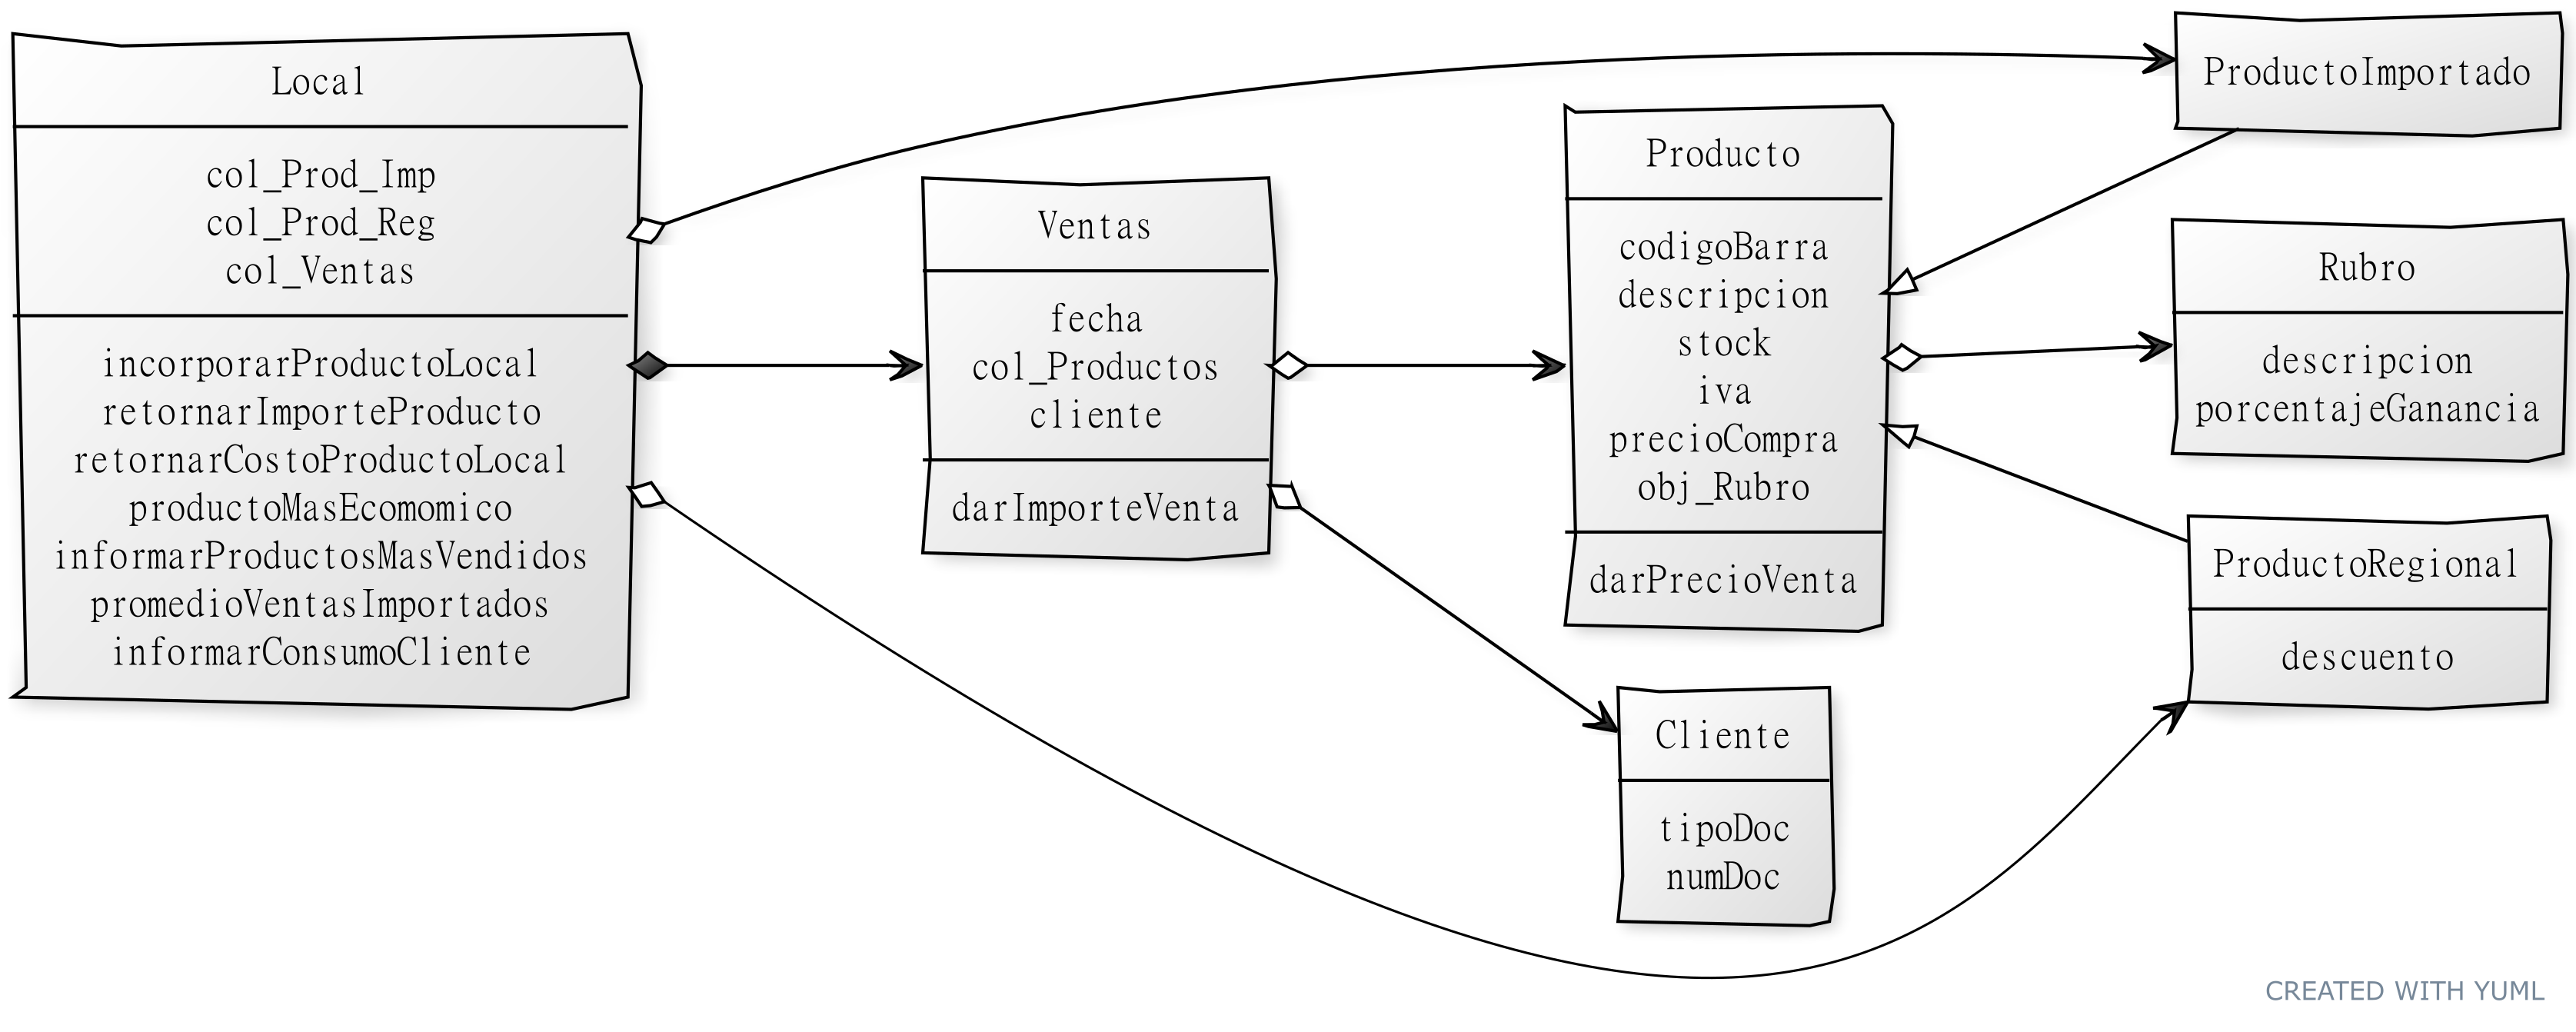 Local
col_Prod_Imp
col_Prod_Reg
col_Ventas
incorporarProductoLocal
retornarImporteProducto
retornarCostoProductoLocal
productoMasEcomomico
informarProductosMasVendidos
promedioVentasImportados
informarConsumoCliente
Ventas
fecha
col_Productos
cliente
darImporteVenta
Producto
codigoBarra
descripcion
stock
iva
precioCompra
obj_Rubro
darPrecioVenta
Cliente
tipoDoc
numDoc
ProductoImportado
Rubro
descripcion
porcentajeGanancia
ProductoRegional
descuento
CREATED WITH YUML